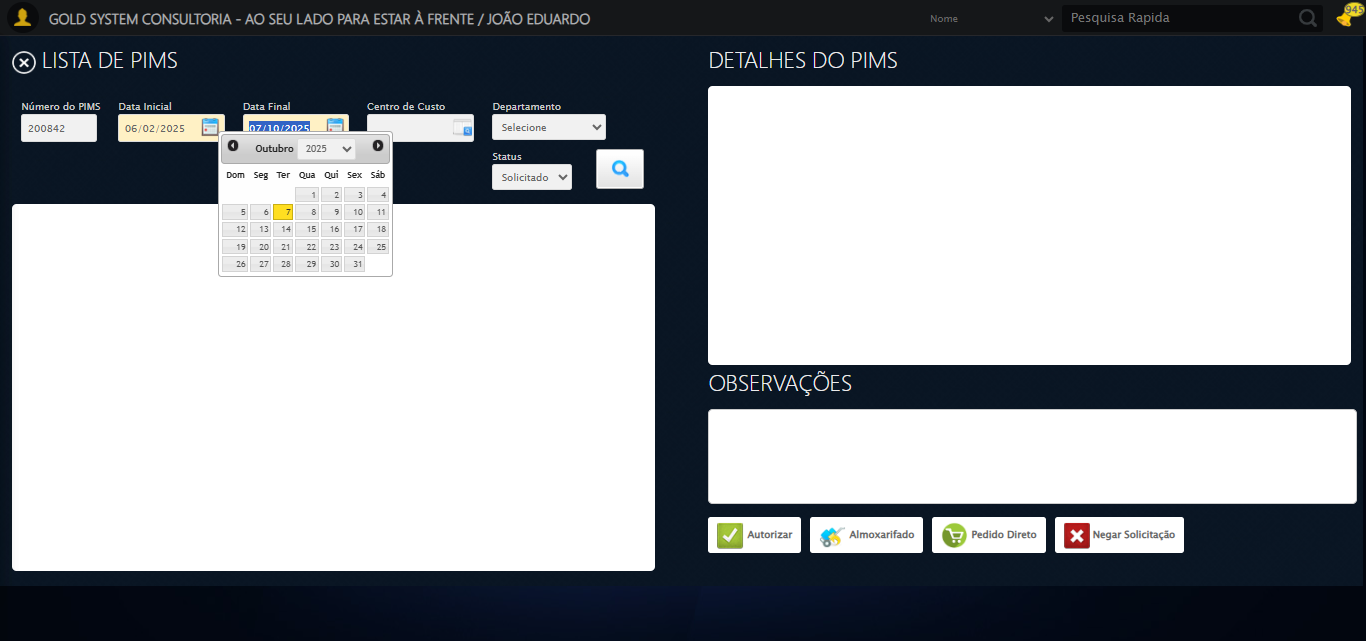 GOLD SYSTEM CONSULTORIA - AO SEU LADO PARA ESTAR À FRENTE / JOÃO EDUARDO
Nome
Pesquisa Rapida
945
LISTA DE PIMS
Número do PIMS
Data Inicial
Data Final
Centro de Custo
Departamento
200842
06/02/2025
07/10/2025
Selecione
Status
Solicitado
Outubro 2025
Dom Seg Ter Qua Qui Sex Sáb
1 2 3 4
5 6 7 8 9 10 11
12 13 14 15 16 17 18
19 20 21 22 23 24 25
26 27 28 29 30 31
DETALHES DO PIMS
OBSERVAÇÕES
Autorizar
Almoxarifado
Pedido Direto
Negar Solicitação